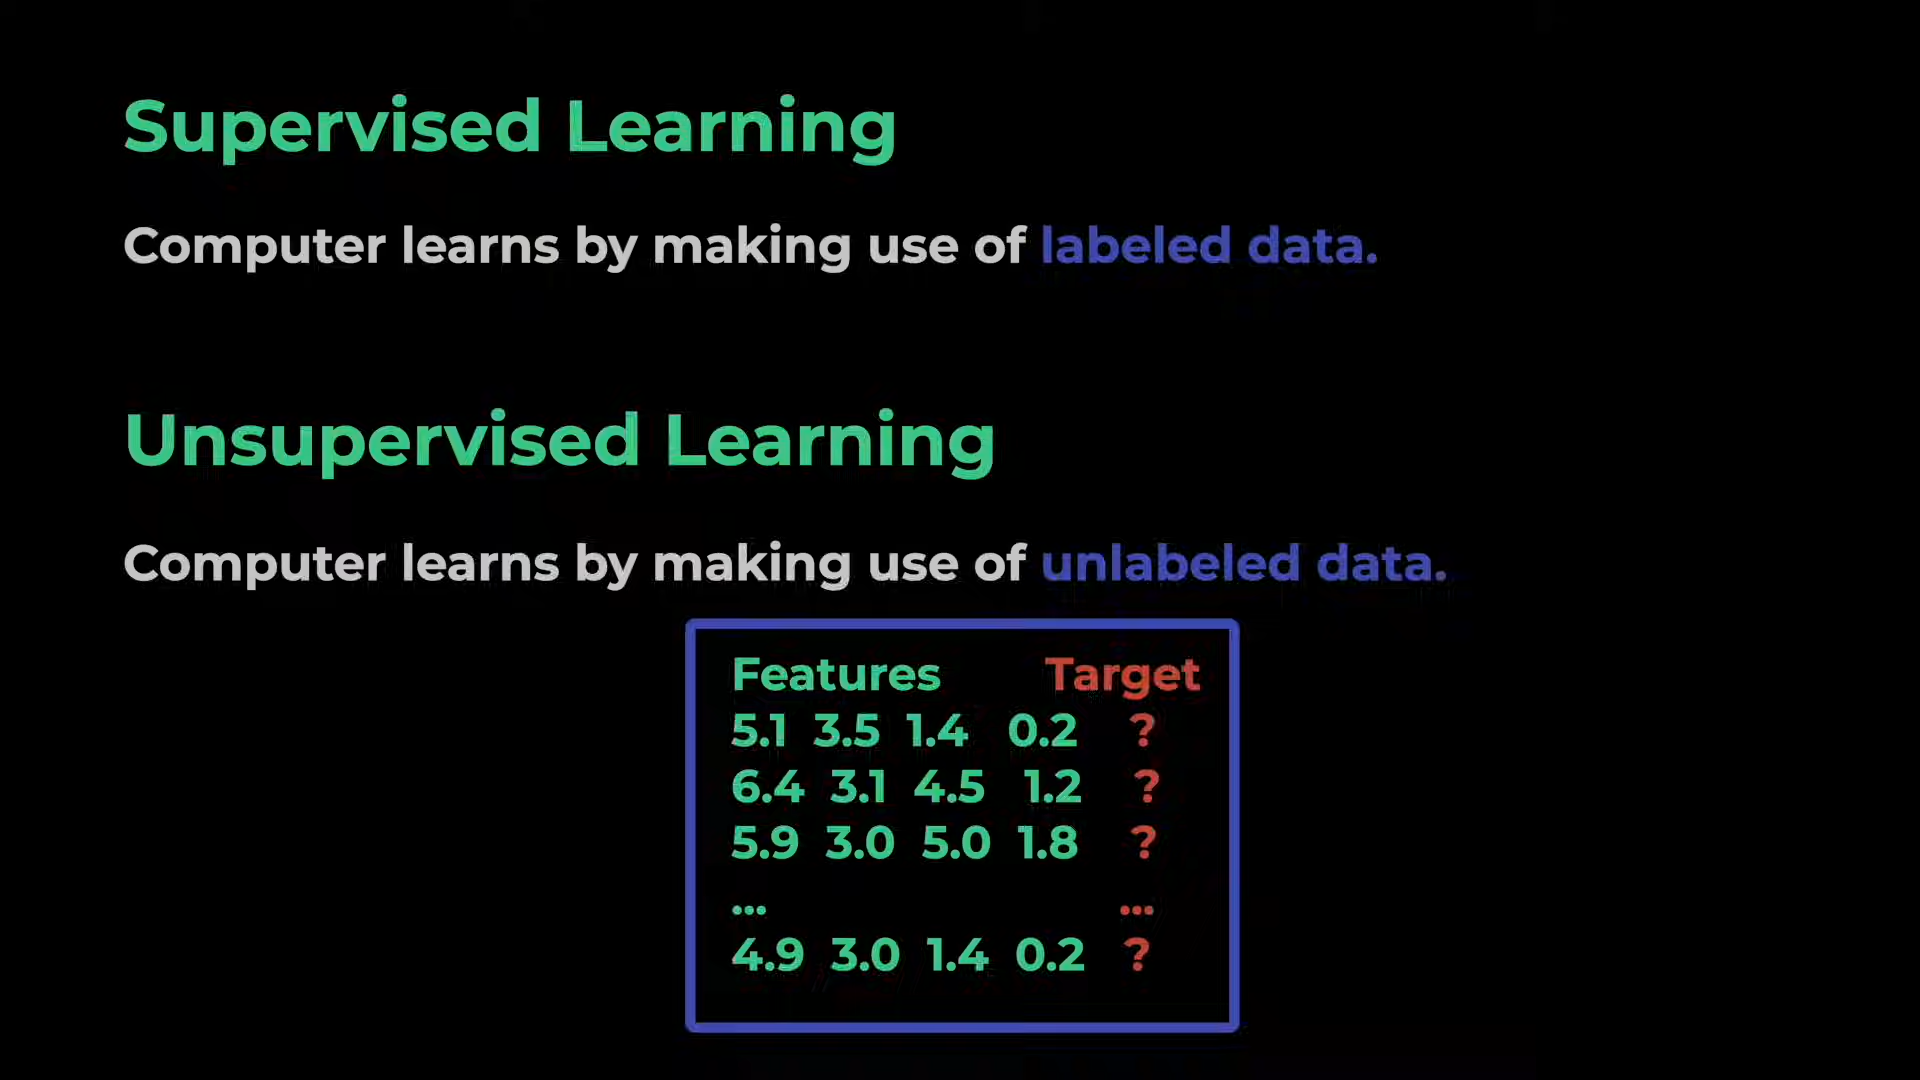 Supervised Learning
Computer learns by making use of labeled data.
Unsupervised Learning
Computer learns by making use of unlabeled data.
Features Target
5.1 3.5 1.4 0.2 ?
6.4 3.1 4.5 1.2 ?
5.9 3.0 5.0 1.8 ?
... ...
4.9 3.0 1.4 0.2 ?